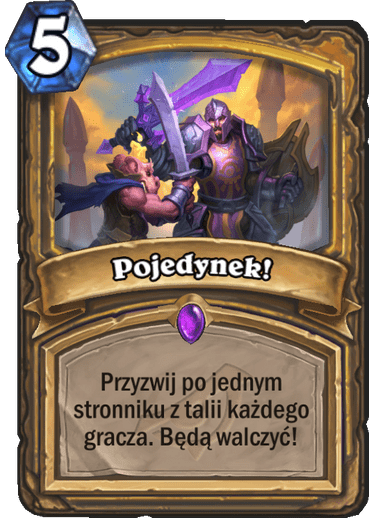 5
Pojedynek!
Przyzwij po jednym
stronniku z talii każdego
gracza. Będą walczyć!